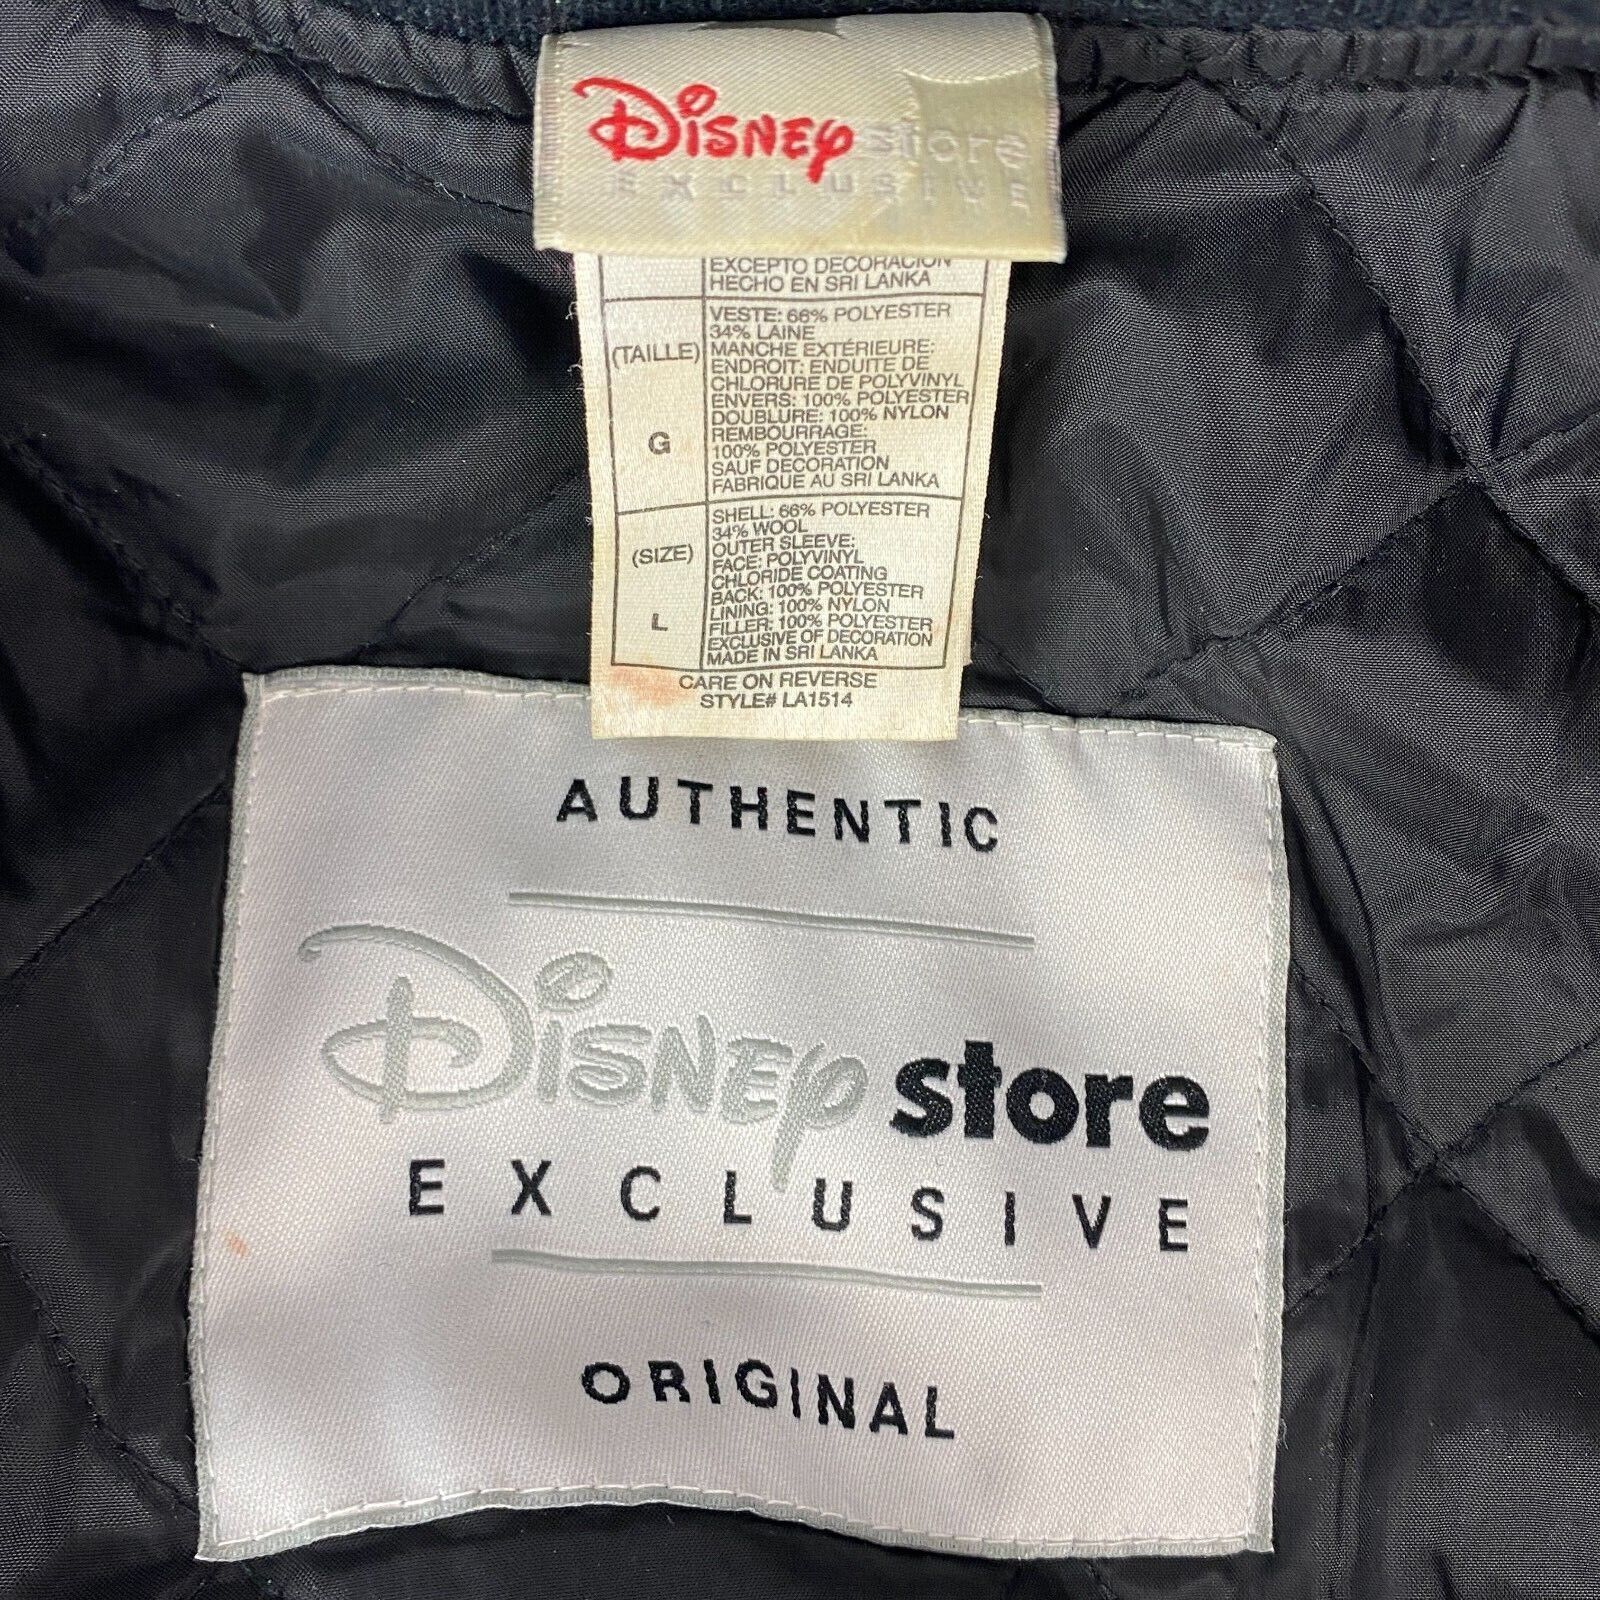 Disney store
EXCLUSIVE
EXCEPTO DECORACION
HECHO EN SRI LANKA
(TAILLE)
G
VESTE: 66% POLYESTER
34% LAINE
MANCHE EXTÉRIEURE:
ENDROIT: ENDUITE DE
CHLORURE DE POLYVINYL
ENVERS: 100% POLYESTER
DOUBLURE: 100% NYLON
REMBOURRAGE:
100% POLYESTER
SAUF DECORATION
FABRIQUE AU SRI LANKA
(SIZE)
L
SHELL: 66% POLYESTER
34% WOOL
OUTER SLEEVE:
FACE: POLYVINYL
CHLORIDE COATING
BACK: 100% POLYESTER
LINING: 100% NYLON
FILLER: 100% POLYESTER
EXCLUSIVE OF DECORATION
MADE IN SRI LANKA
CARE ON REVERSE
STYLE# LA1514
AUTHENTIC
Disney store
EXCLUSIVE
ORIGINAL